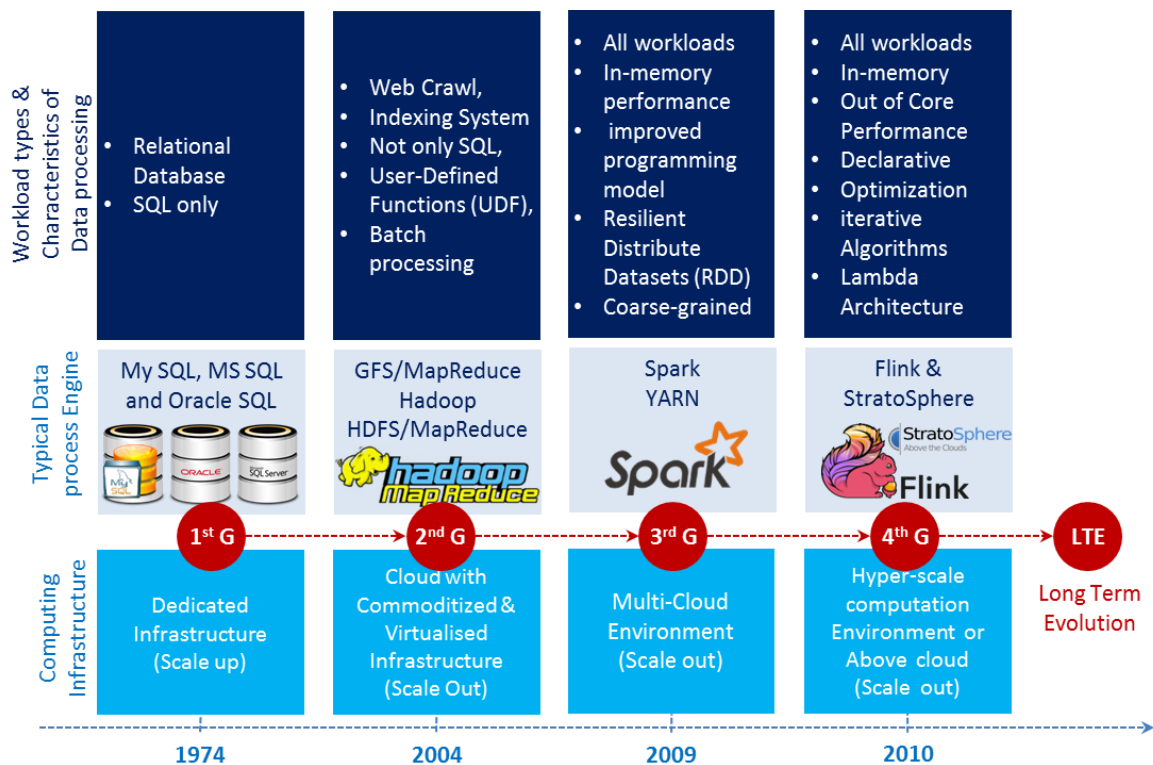 Workload types &
Characteristics of
Data processing
• Relational
Database
• SQL only
• Web Crawl,
• Indexing System
• Not only SQL,
• User-Defined
Functions (UDF),
• Batch
processing
• All workloads
• In-memory
performance
• improved
programming
model
• Resilient
Distribute
Datasets (RDD)
• Coarse-grained
• All workloads
• In-memory
• Out of Core
Performance
• Declarative
• Optimization
• iterative
Algorithms
• Lambda
Architecture
Typical Data
process Engine
My SQL, MS SQL
and Oracle SQL
My
SQL
ORACLE
SQL Server
GFS/MapReduce
Hadoop
HDFS/MapReduce
hadoop
Map Reduce
Spark
YARN
Spark
Flink &
StratoSphere
StratoSphere
Above the Clouds
Flink
1st G
2nd G
3rd G
4th G
LTE
Long Term
Evolution
Computing
Infrastructure
Dedicated
Infrastructure
(Scale up)
Cloud with
Commoditized &
Virtualised
Infrastructure
(Scale Out)
Multi-Cloud
Environment
(Scale out)
Hyper-scale
computation
Environment or
Above cloud
(Scale out)
1974
2004
2009
2010